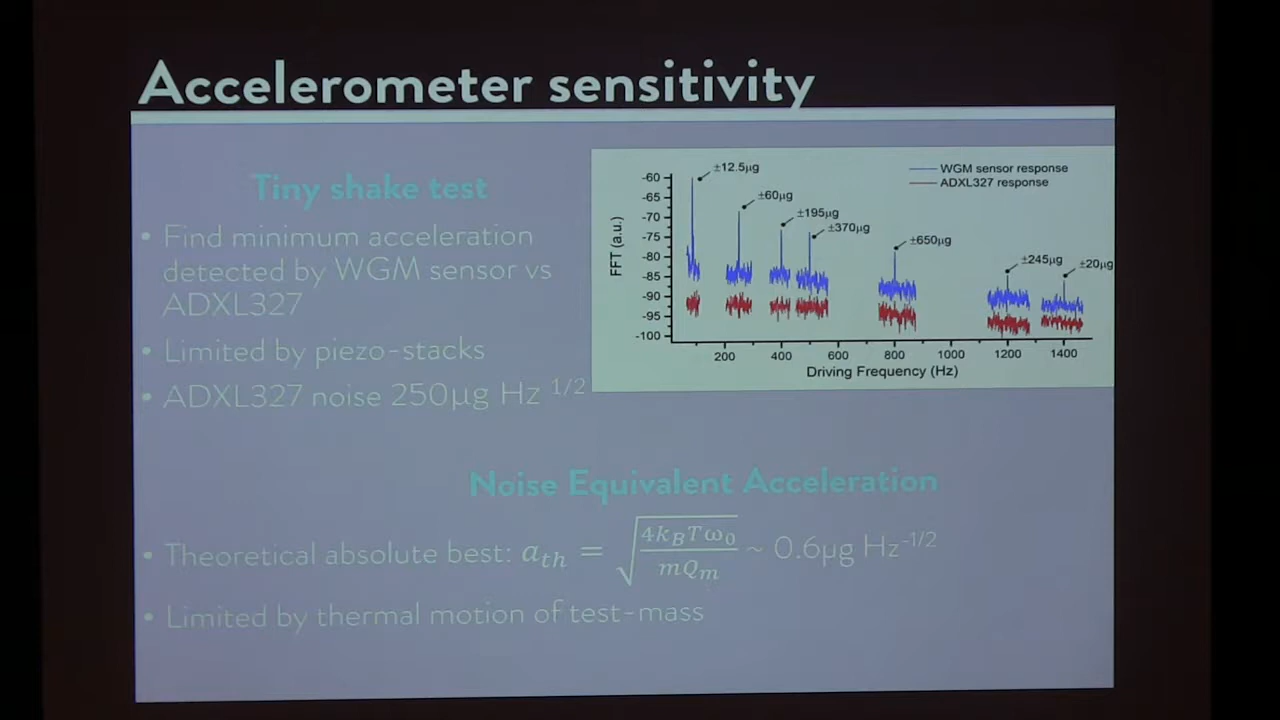 Accelerometer sensitivity
Tiny shake test
• Find minimum acceleration
detected by WGM sensor vs
ADXL327
• Limited by piezo-stacks
• ADXL327 noise 250µg Hz 1/2
WGM sensor response
ADXL327 response
±12.5µg
±60µg
±195µg
±370µg
±650µg
±245µg
±20µg
FFT (a.u.)
-60
-65
-70
-75
-80
-85
-90
-95
-100
200 400 600 800 1000 1200 1400
Driving Frequency (Hz)
Noise Equivalent Acceleration
• Theoretical absolute best: a_th = √(4k_BTω_0 / mQ_m) ~ 0.6µg Hz^-1/2
• Limited by thermal motion of test-mass